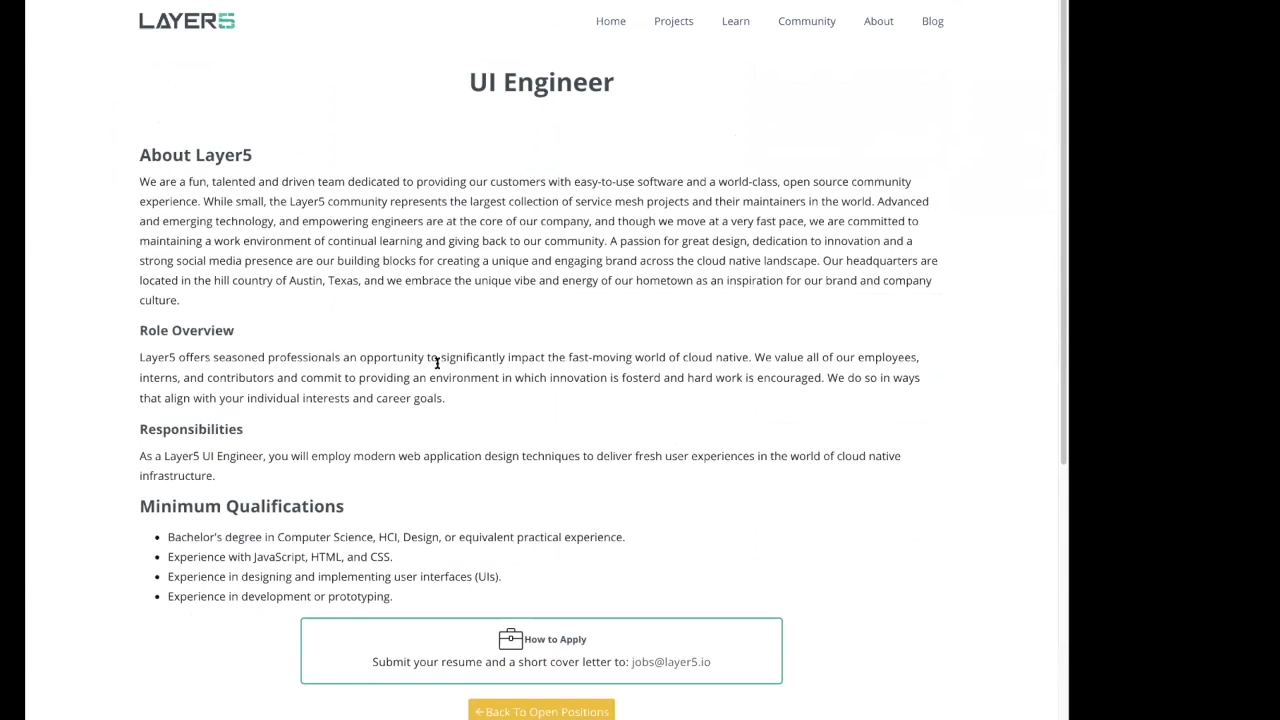 LAYER5
Home Projects Learn Community About Blog
UI Engineer
About Layer5
We are a fun, talented and driven team dedicated to providing our customers with easy-to-use software and a world-class, open source community
experience. While small, the Layer5 community represents the largest collection of service mesh projects and their maintainers in the world. Advanced
and emerging technology, and empowering engineers are at the core of our company, and though we move at a very fast pace, we are committed to
maintaining a work environment of continual learning and giving back to our community. A passion for great design, dedication to innovation and a
strong social media presence are our building blocks for creating a unique and engaging brand across the cloud native landscape. Our headquarters are
located in the hill country of Austin, Texas, and we embrace the unique vibe and energy of our hometown as an inspiration for our brand and company
culture.
Role Overview
Layer5 offers seasoned professionals an opportunity to significantly impact the fast-moving world of cloud native. We value all of our employees,
interns, and contributors and commit to providing an environment in which innovation is fosterd and hard work is encouraged. We do so in ways
that align with your individual interests and career goals.
Responsibilities
As a Layer5 UI Engineer, you will employ modern web application design techniques to deliver fresh user experiences in the world of cloud native
infrastructure.
Minimum Qualifications
• Bachelor's degree in Computer Science, HCI, Design, or equivalent practical experience.
• Experience with JavaScript, HTML, and CSS.
• Experience in designing and implementing user interfaces (UIs).
• Experience in development or prototyping.
How to Apply
Submit your resume and a short cover letter to: jobs@layer5.io
←Back To Open Positions